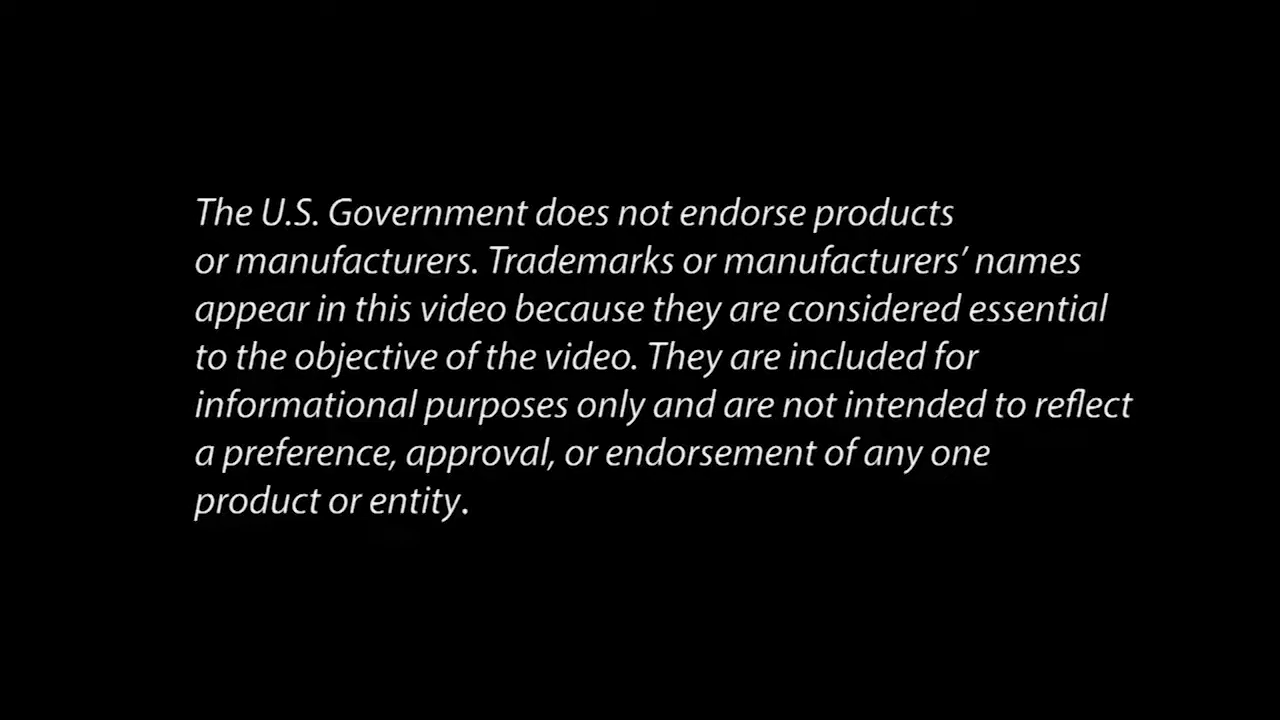 The U.S. Government does not endorse products
or manufacturers. Trademarks or manufacturers’ names
appear in this video because they are considered essential
to the objective of the video. They are included for
informational purposes only and are not intended to reflect
a preference, approval, or endorsement of any one
product or entity.